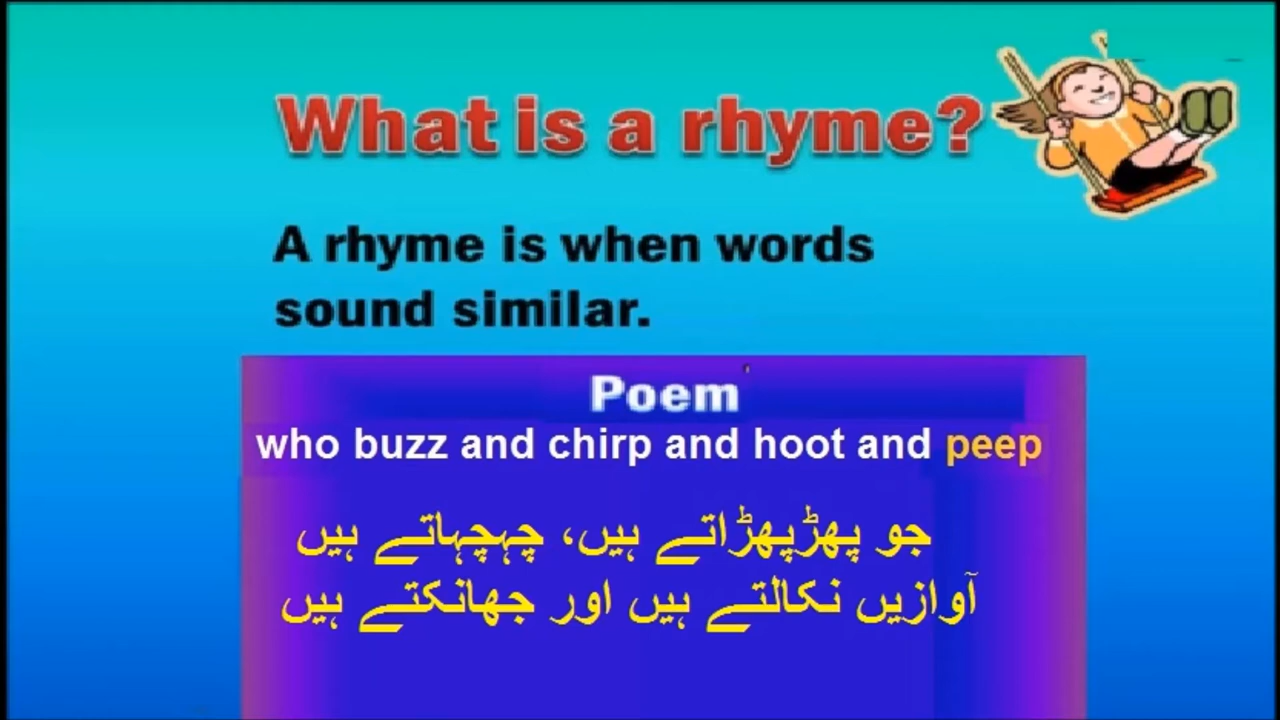 What is a rhyme?
A rhyme is when words
sound similar.
Poem
who buzz and chirp and hoot and peep
جو پھڑپھڑاتے ہیں، چہچہاتے ہیں
آوازیں نکالتے ہیں اور جھانکتے ہیں